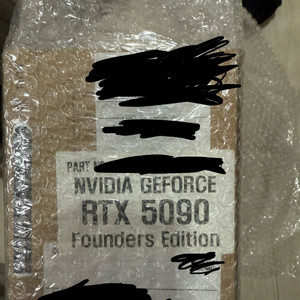 PART
NVIDIA GEFORCE
RTX 5090
Founders Edition